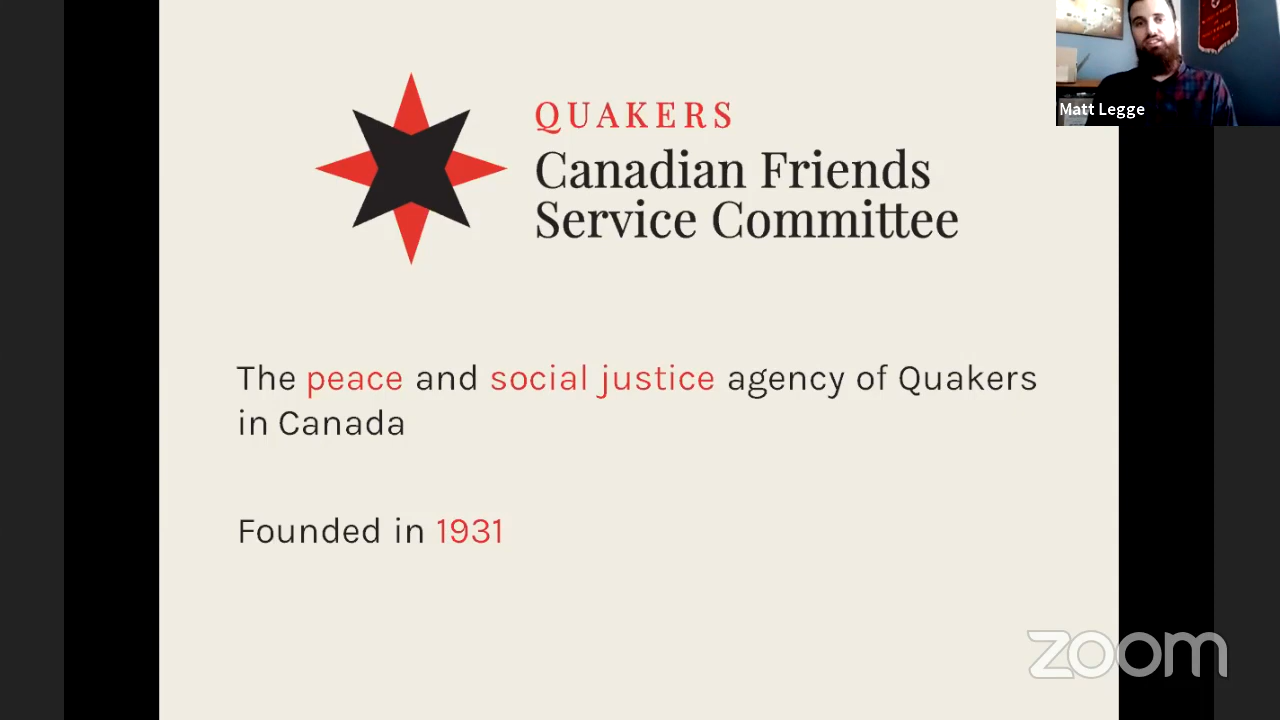 QUAKERS
Canadian Friends
Service Committee
Matt Legge
The peace and social justice agency of Quakers
in Canada
Founded in 1931
zoom